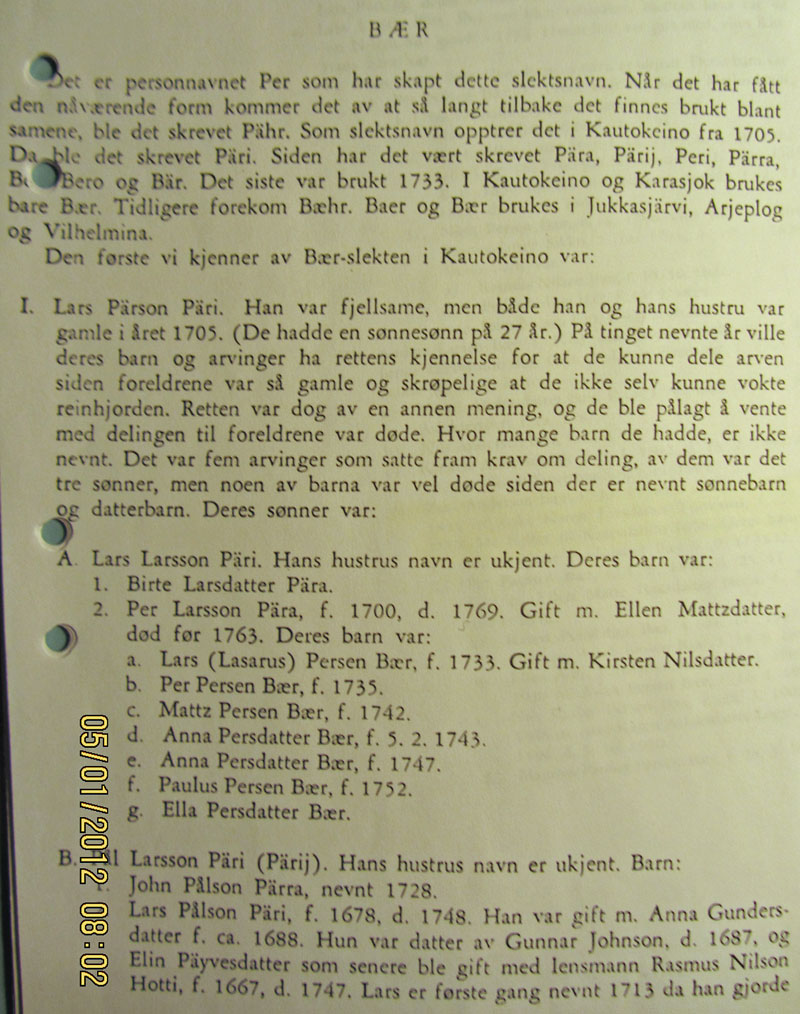 BÆR
Det er personnavnet Per som har skapt dette slektsnavn. Når det har fått
den nåværende form kommer det av at så langt tilbake det finnes brukt blant
samene, ble det skrevet Pähr. Som slektsnavn opptrer det i Kautokeino fra 1705.
Da ble det skrevet Päri. Siden har det vært skrevet Pära, Pärij, Peri, Pärra,
Bero og Bär. Det siste var brukt 1733. I Kautokeino og Karasjok brukes
bare Bær. Tidligere forekom Bæhr. Baer og Bær brukes i Jukkasjärvi, Arjeplog
og Vilhelmina.
Den første vi kjenner av Bær-slekten i Kautokeino var:
I. Lars Pärson Päri. Han var fjellsame, men både han og hans hustru var
gamle i året 1705. (De hadde en sønnesønn på 27 år.) På tinget nevnte år ville
deres barn og arvinger ha rettens kjennelse for at de kunne dele arven
siden foreldrene var så gamle og skrøpelige at de ikke selv kunne vokte
reinhjorden. Retten var dog av en annen mening, og de ble pålagt å vente
med delingen til foreldrene var døde. Hvor mange barn de hadde, er ikke
nevnt. Det var fem arvinger som satte fram krav om deling, av dem var det
tre sønner, men noen av barna var vel døde siden der er nevnt sønnebarn
og datterbarn. Deres sønner var:
A. Lars Larsson Päri. Hans hustrus navn er ukjent. Deres barn var:
1. Birte Larsdatter Pära.
2. Per Larsson Pära, f. 1700, d. 1769. Gift m. Ellen Mattzdatter,
død før 1763. Deres barn var:
a. Lars (Lasarus) Persen Bær, f. 1733. Gift m. Kirsten Nilsdatter.
b. Per Persen Bær, f. 1735.
c. Mattz Persen Bær, f. 1742.
d. Anna Persdatter Bær, f. 5. 2. 1743.
e. Anna Persdatter Bær, f. 1747.
f. Paulus Persen Bær, f. 1752.
g. Ella Persdatter Bær.
B. Pål Larsson Päri (Pärij). Hans hustrus navn er ukjent. Barn:
John Pålson Pärra, nevnt 1728.
Lars Pålson Päri, f. 1678, d. 1748. Han var gift m. Anna Gunders-
datter f. ca. 1688. Hun var datter av Gunnar Johnson, d. 1687, og
Elin Päyvesdatter som senere ble gift med lensmann Rasmus Nilson
Hotti, f. 1667, d. 1747. Lars er første gang nevnt 1713 da han gjorde
05/01/2012 08:02